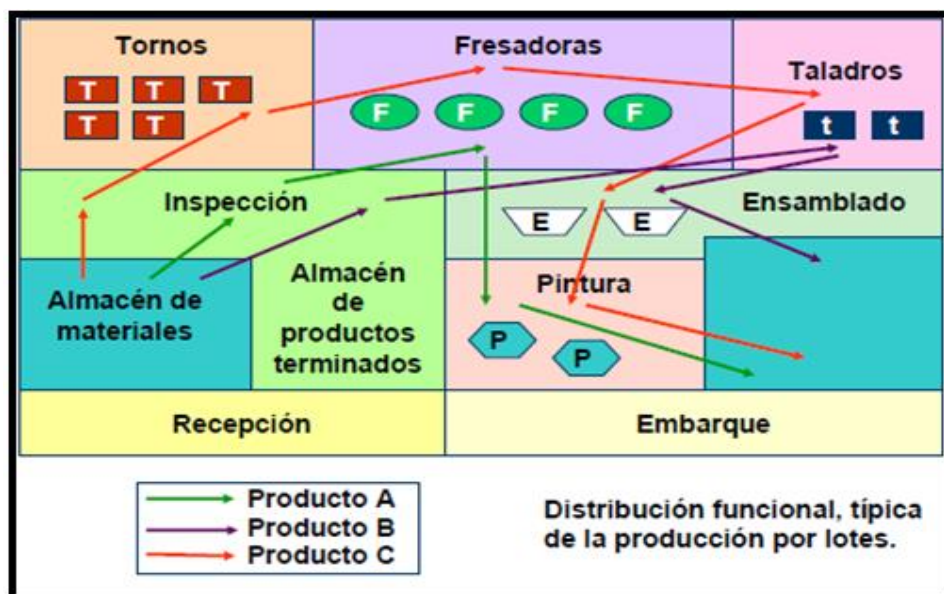 Tornos
Fresadoras
Taladros
T T T
T T
F F F F
t t
Inspección
Ensamblado
E E
Almacén de
materiales
Almacén
de
productos
terminados
Pintura
P
P
Recepción
Embarque
Producto A
Producto B
Producto C
Distribución funcional, típica
de la producción por lotes.